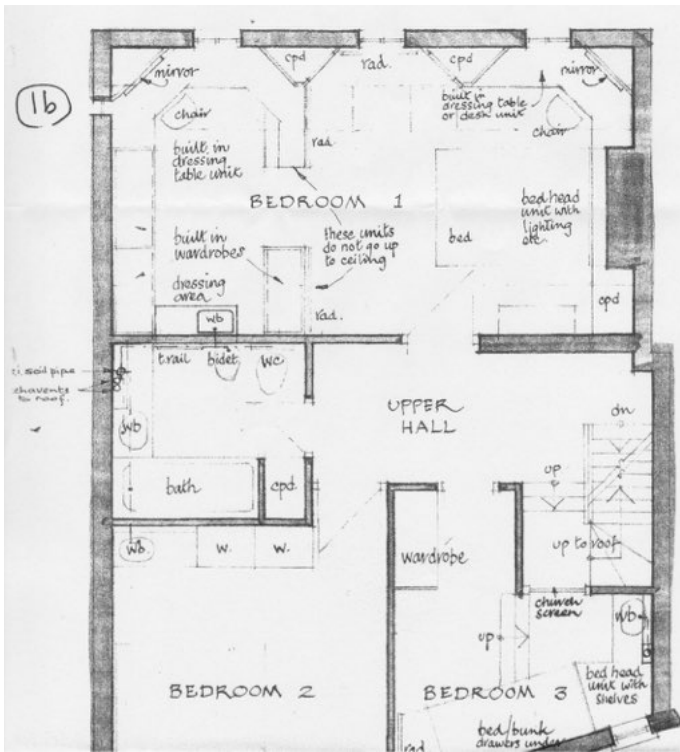 16
mirror
cpd
rad.
cpd
mirror
chair
built in
dressing table
or desk unit
chair
rad.
built in
dressing
table unit
BEDROOM 1
bed
bed head
unit with
lighting
etc.
these units
do not go up
to ceiling
built in
wardrobes
dressing
area
wb
rad.
cpd
t.rail
bidet
wc
soil pipe
to roof.
wb
UPPER
HALL
dn
bath
cpd
up
up to roof
wb
w.
w.
wardrobe
screen
wb
up
BEDROOM 2
BEDROOM 3
bed head
unit with
shelves
rad
bed/bunk
drawers under